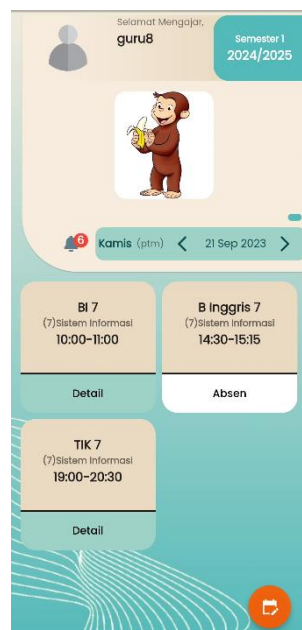 Selamat Mengajar,
guru8
Semester 1
2024/2025
6
Kamis (ptm)
21 Sep 2023
BI 7
(7)Sistem Informasi
10:00-11:00
Detail
B Inggris 7
(7)Sistem Informasi
14:30-15:15
Absen
TIK 7
(7)Sistem Informasi
19:00-20:30
Detail